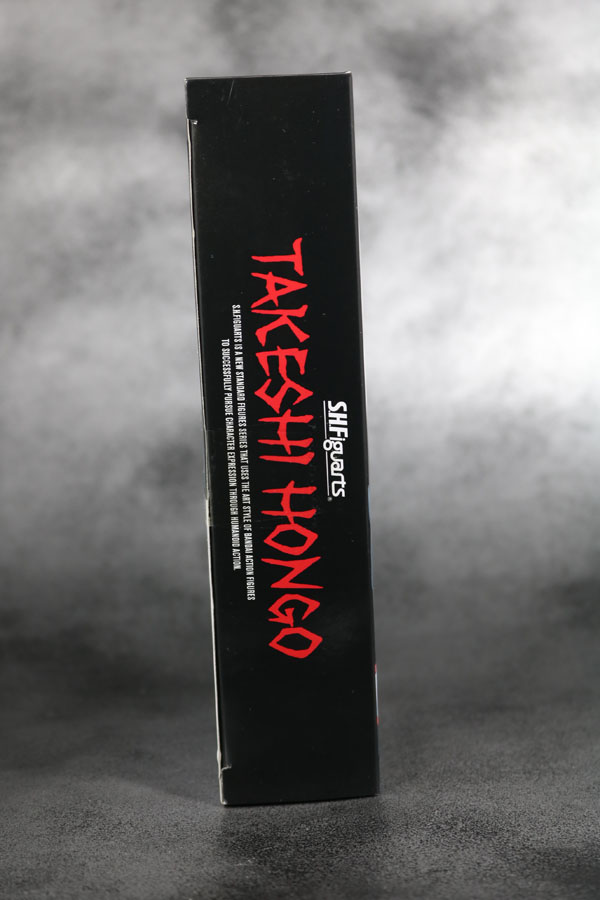 S.H.Figuarts®
TAKESHI HONGO
S.H.FIGUARTS IS A NEW STANDARD FIGURES SERIES THAT USES THE ART STYLE OF BANDAI ACTION FIGURES
TO SUCCESSFULLY PURSUE CHARACTER EXPRESSION THROUGH HUMANOID ACTION.